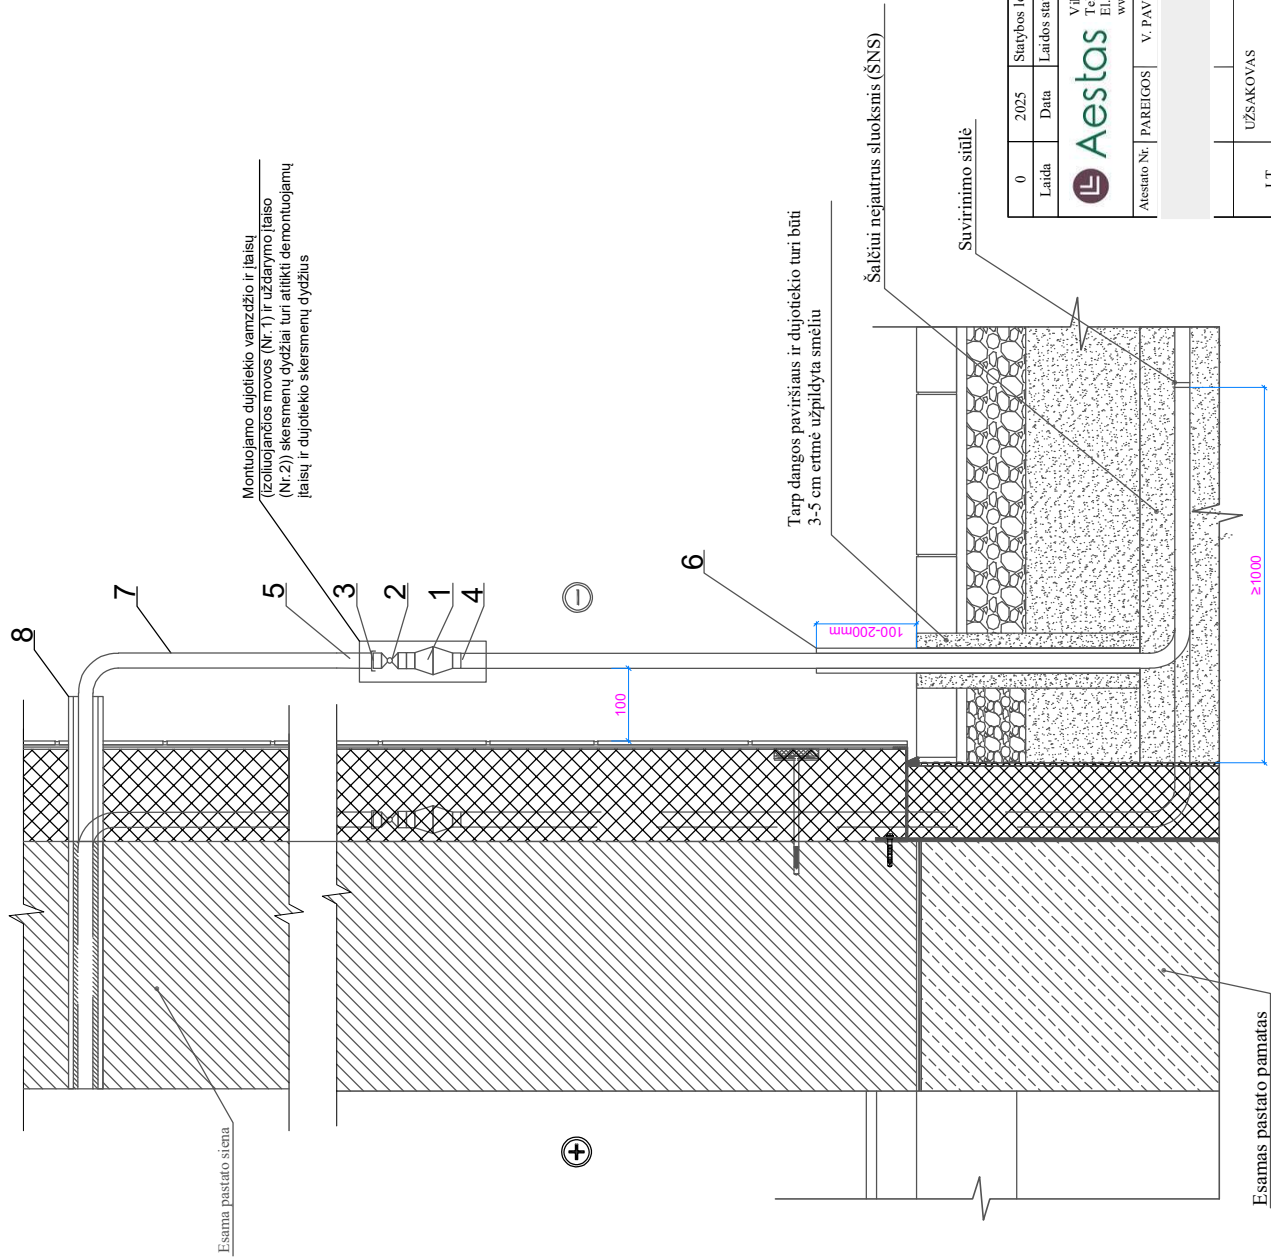 8
7
5
3
2
1
4
6
Montuojamo dujotiekio vamzdžio ir įtaisų
(izoliuojančios movos (Nr.1) ir uždarymo įtaiso
(Nr.2)) skersmenų dydžiai turi atitikti demontuojamų
įtaisų ir dujotiekio skersmenų dydžius
Tarp dangos paviršiaus ir dujotiekio turi būti
3-5 cm ertmė užpildyta smėliu
Šalčiui nejautrus sluoksnis (ŠNS)
Suvirinimo siūlė
100
100-200mm
≥1000
Esama pastato siena
Esamas pastato pamatas
0 2025 Statybos
Laida Data Laidos
Aestas
Atestato Nr. PAREIGOS V. PAV
UŽSAKOVAS
LT